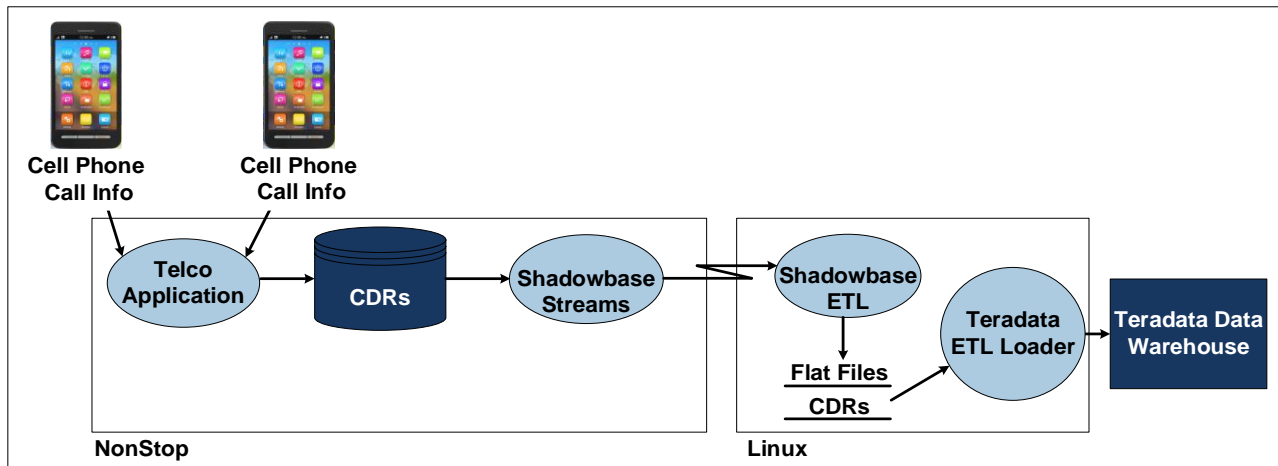 Cell Phone
Call Info
Cell Phone
Call Info
Telco
Application
CDRs
Shadowbase
Streams
Shadowbase
ETL
Flat Files
CDRs
Teradata
ETL Loader
Teradata Data
Warehouse
NonStop
Linux